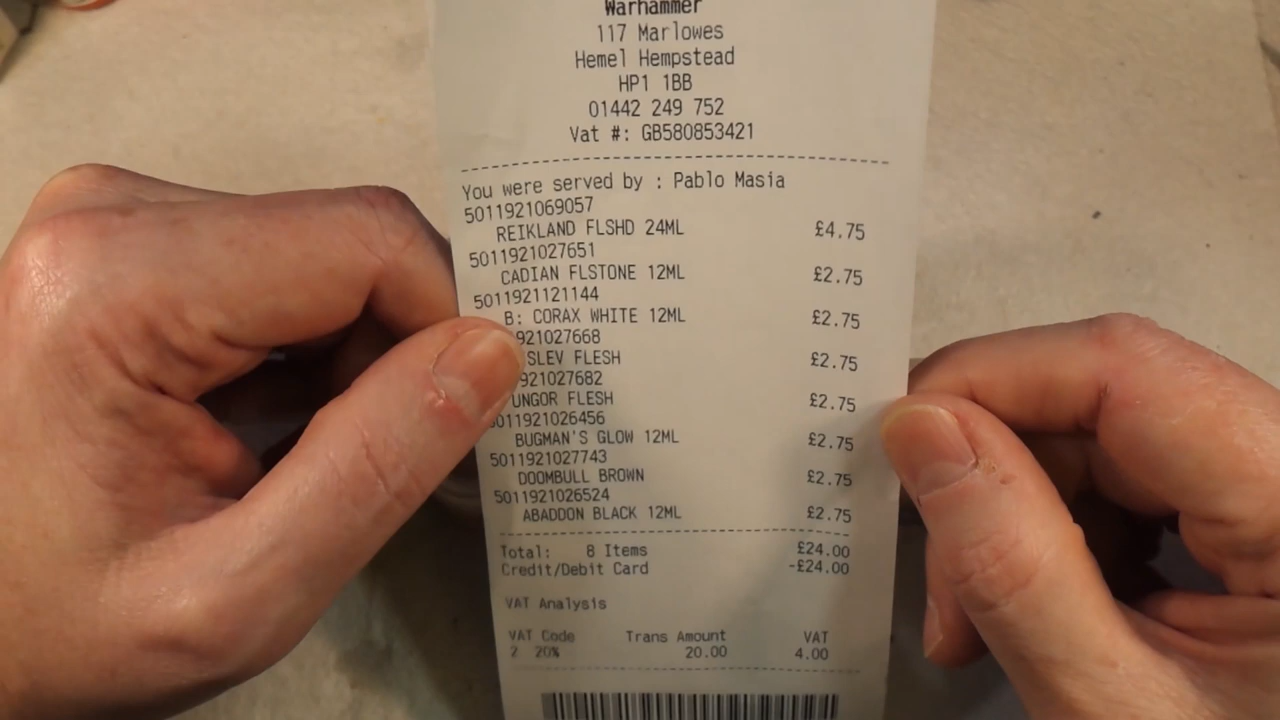 Warhammer
117 Marlowes
Hemel Hempstead
HP1 1BB
01442 249 752
Vat #: GB580853421
You were served by : Pablo Masia
5011921069057
REIKLAND FLSHD 24ML £4.75
5011921027651
CADIAN FLSTONE 12ML £2.75
5011921121144
B: CORAX WHITE 12ML £2.75
921027668
SLEV FLESH £2.75
921027682
UNGOR FLESH £2.75
5011921026456
BUGMAN'S GLOW 12ML £2.75
5011921027743
DOOMBULL BROWN £2.75
5011921026524
ABADDON BLACK 12ML £2.75
Total: 8 Items £24.00
Credit/Debit Card -£24.00
VAT Analysis
VAT Code Trans Amount VAT
2 20% 20.00 4.00